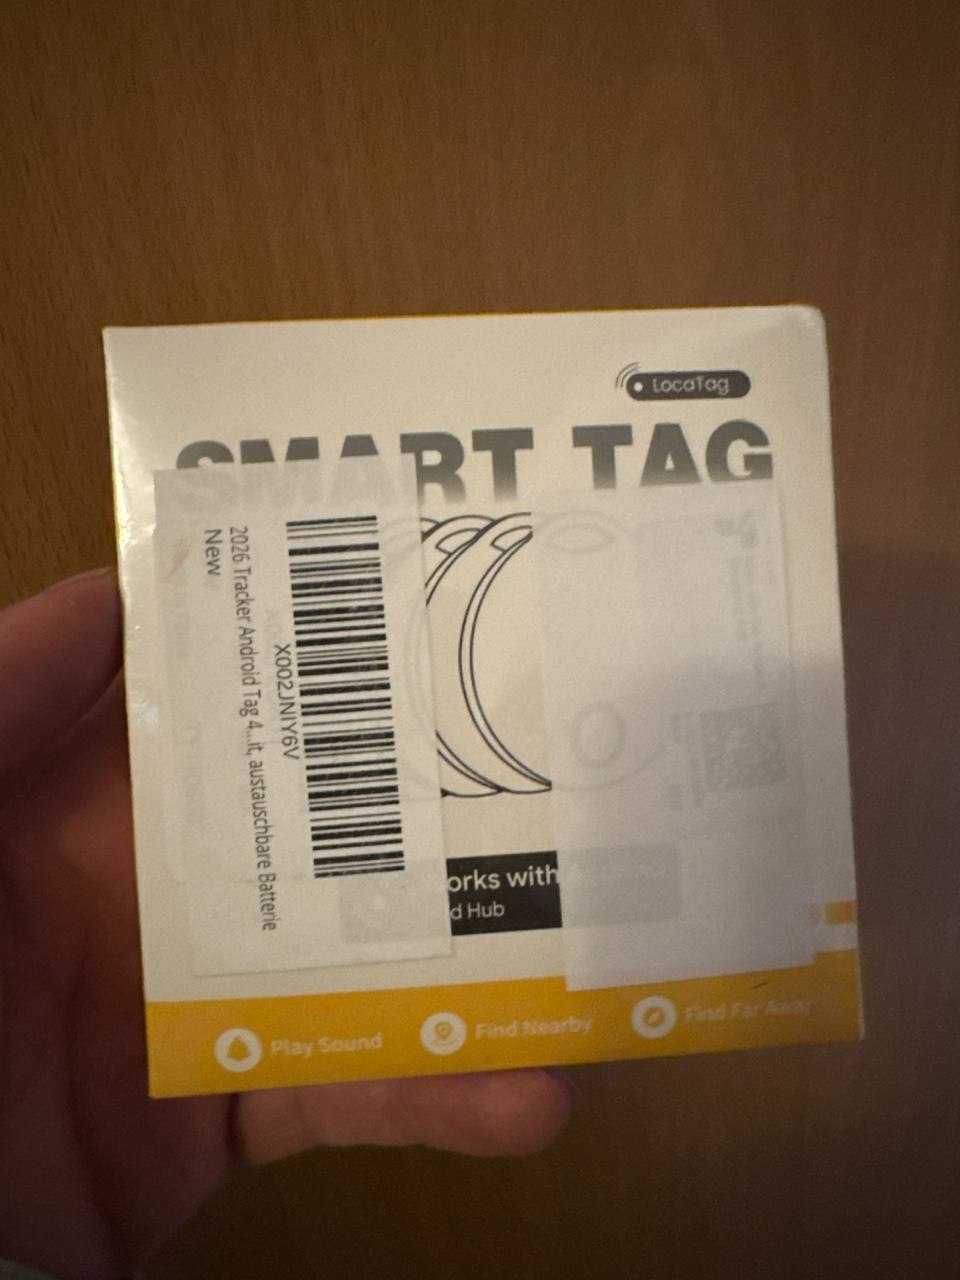 LocaTag
SMART TAG
X002JNIY6V
2026 Tracker Android Tag 4...it, austauschbare Batterie
New
orks with
d Hub
Play Sound
Find Nearby
Find Far Away